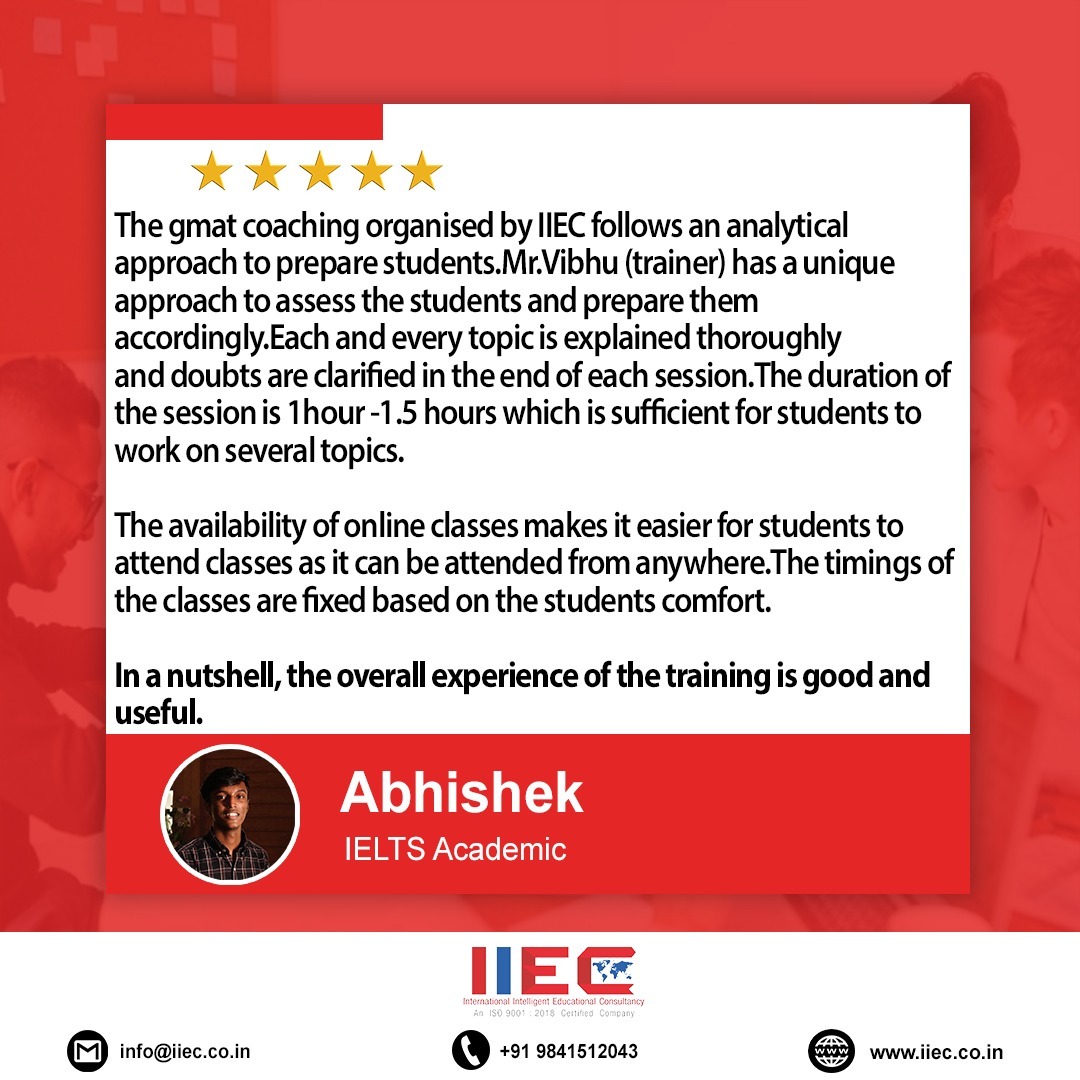 The gmat coaching organised by IIEC follows an analytical
approach to prepare students.Mr.Vibhu (trainer) has a unique
approach to assess the students and prepare them
accordingly.Each and every topic is explained thoroughly
and doubts are clarified in the end of each session.The duration of
the session is 1hour -1.5 hours which is sufficient for students to
work on several topics.
The availability of online classes makes it easier for students to
attend classes as it can be attended from anywhere.The timings of
the classes are fixed based on the students comfort.
In a nutshell, the overall experience of the training is good and
useful.
Abhishek
IELTS Academic
IIEC
International Intelligent Educational Consultancy
An ISO 9001 : 2018 Certified Company
info@iiec.co.in
+91 9841512043
www.iiec.co.in